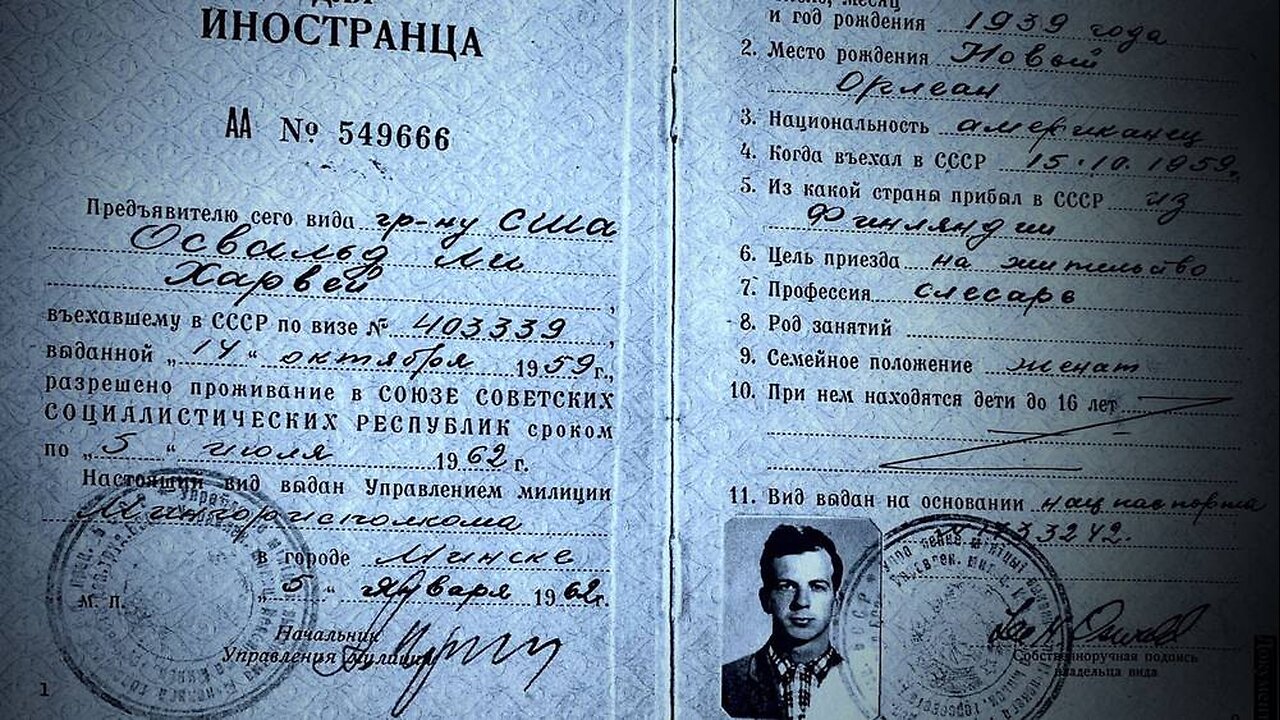 ДЛЯ
ИНОСТРАНЦА
АА № 549666
Предъявителю сего вида гр-ну США
Освальд Ли
Харвей
въехавшему в СССР по визе № 403339,
выданной „14“ октября 1959 г.,
разрешено проживание в СОЮЗЕ СОВЕТСКИХ
СОЦИАЛИСТИЧЕСКИХ РЕСПУБЛИК сроком
по „5“ июля 1962 г.
Настоящий вид выдан Управлением милиции
Мингорисполкома
в городе Минске
„5“ января 1962 г.
М. П.
Начальник
Управления милиции
1
и год рождения 1939 года
2. Место рождения Новый
Орлеан
3. Национальность американец
4. Когда въехал в СССР 15.10.1959.
5. Из какой страны прибыл в СССР из
Финляндии
6. Цель приезда на жительство
7. Профессия слесарь
8. Род занятий
9. Семейное положение женат
10. При нем находятся дети до 16 лет
11. Вид выдан на основании нац паспорта
33242.
Собственноручная подпись
владельца вида